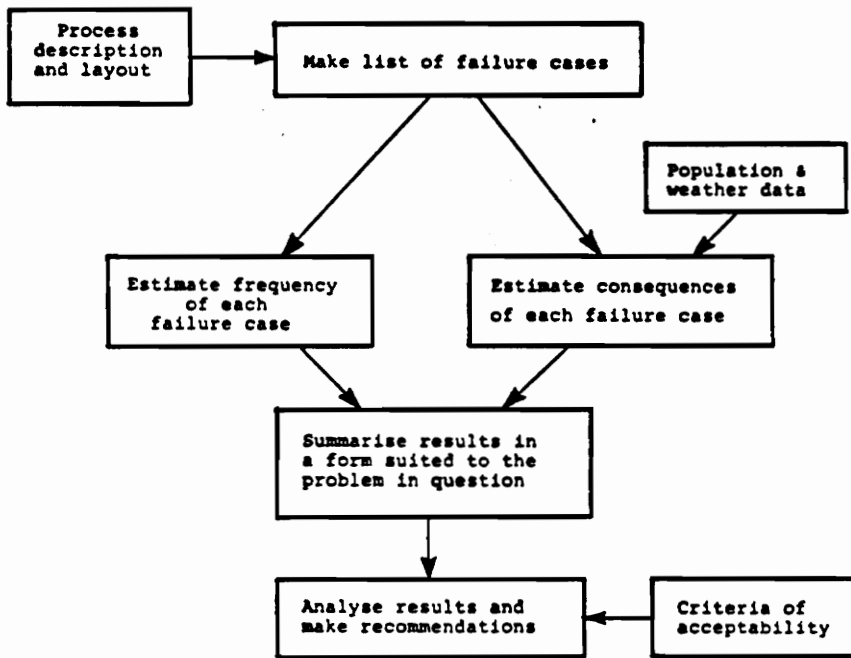 Process
description
and layout
Make list of failure cases
Population &
weather data
Estimate frequency
of each
failure case
Estimate consequences
of each failure case
Summarise results in
a form suited to the
problem in question
Analyse results and
make recommendations
Criteria of
acceptability